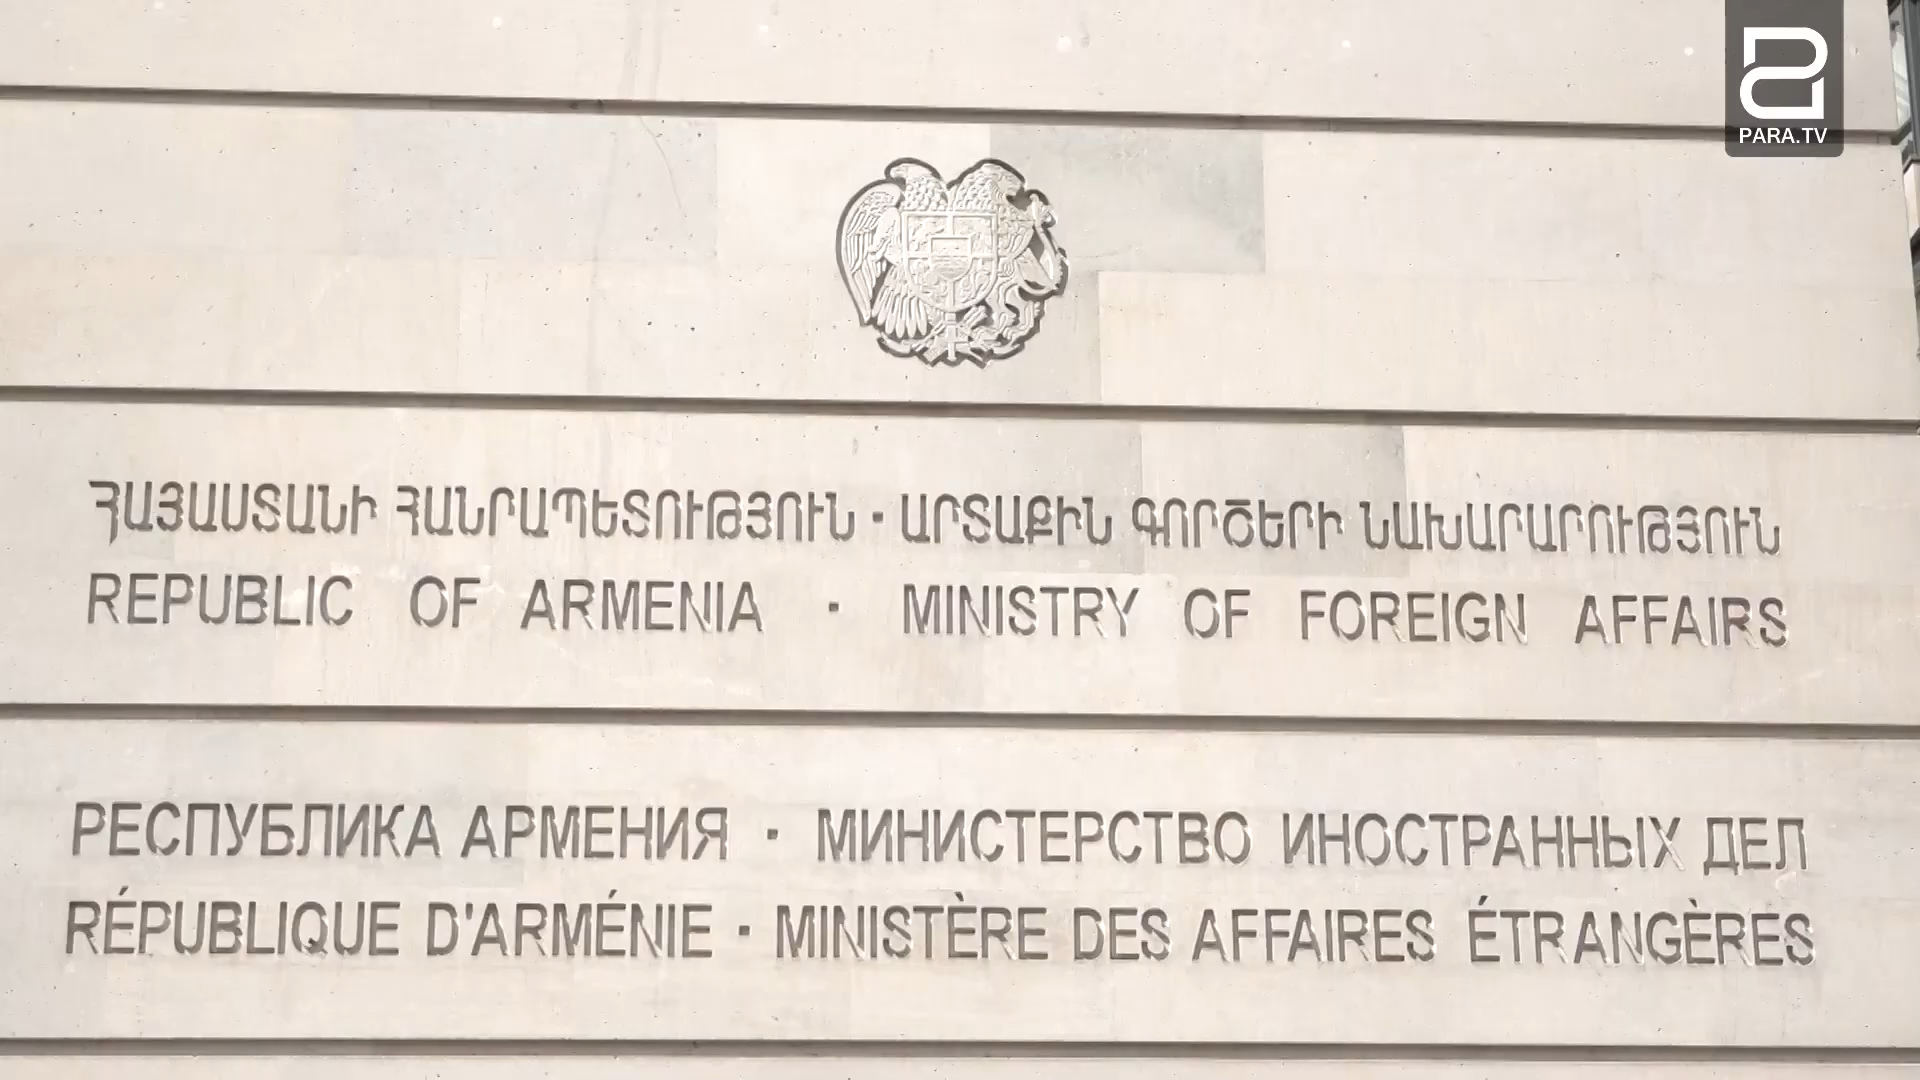 PARA.TV
ՀԱՅԱՍՏԱՆԻ ՀԱՆՐԱՊԵՏՈՒԹՅՈՒՆ · ԱՐՏԱՔԻՆ ԳՈՐԾԵՐԻ ՆԱԽԱՐԱՐՈՒԹՅՈՒՆ
REPUBLIC OF ARMENIA · MINISTRY OF FOREIGN AFFAIRS
РЕСПУБЛИКА АРМЕНИЯ · МИНИСТЕРСТВО ИНОСТРАННЫХ ДЕЛ
RÉPUBLIQUE D'ARMÉNIE · MINISTÈRE DES AFFAIRES ÉTRANGÈRES